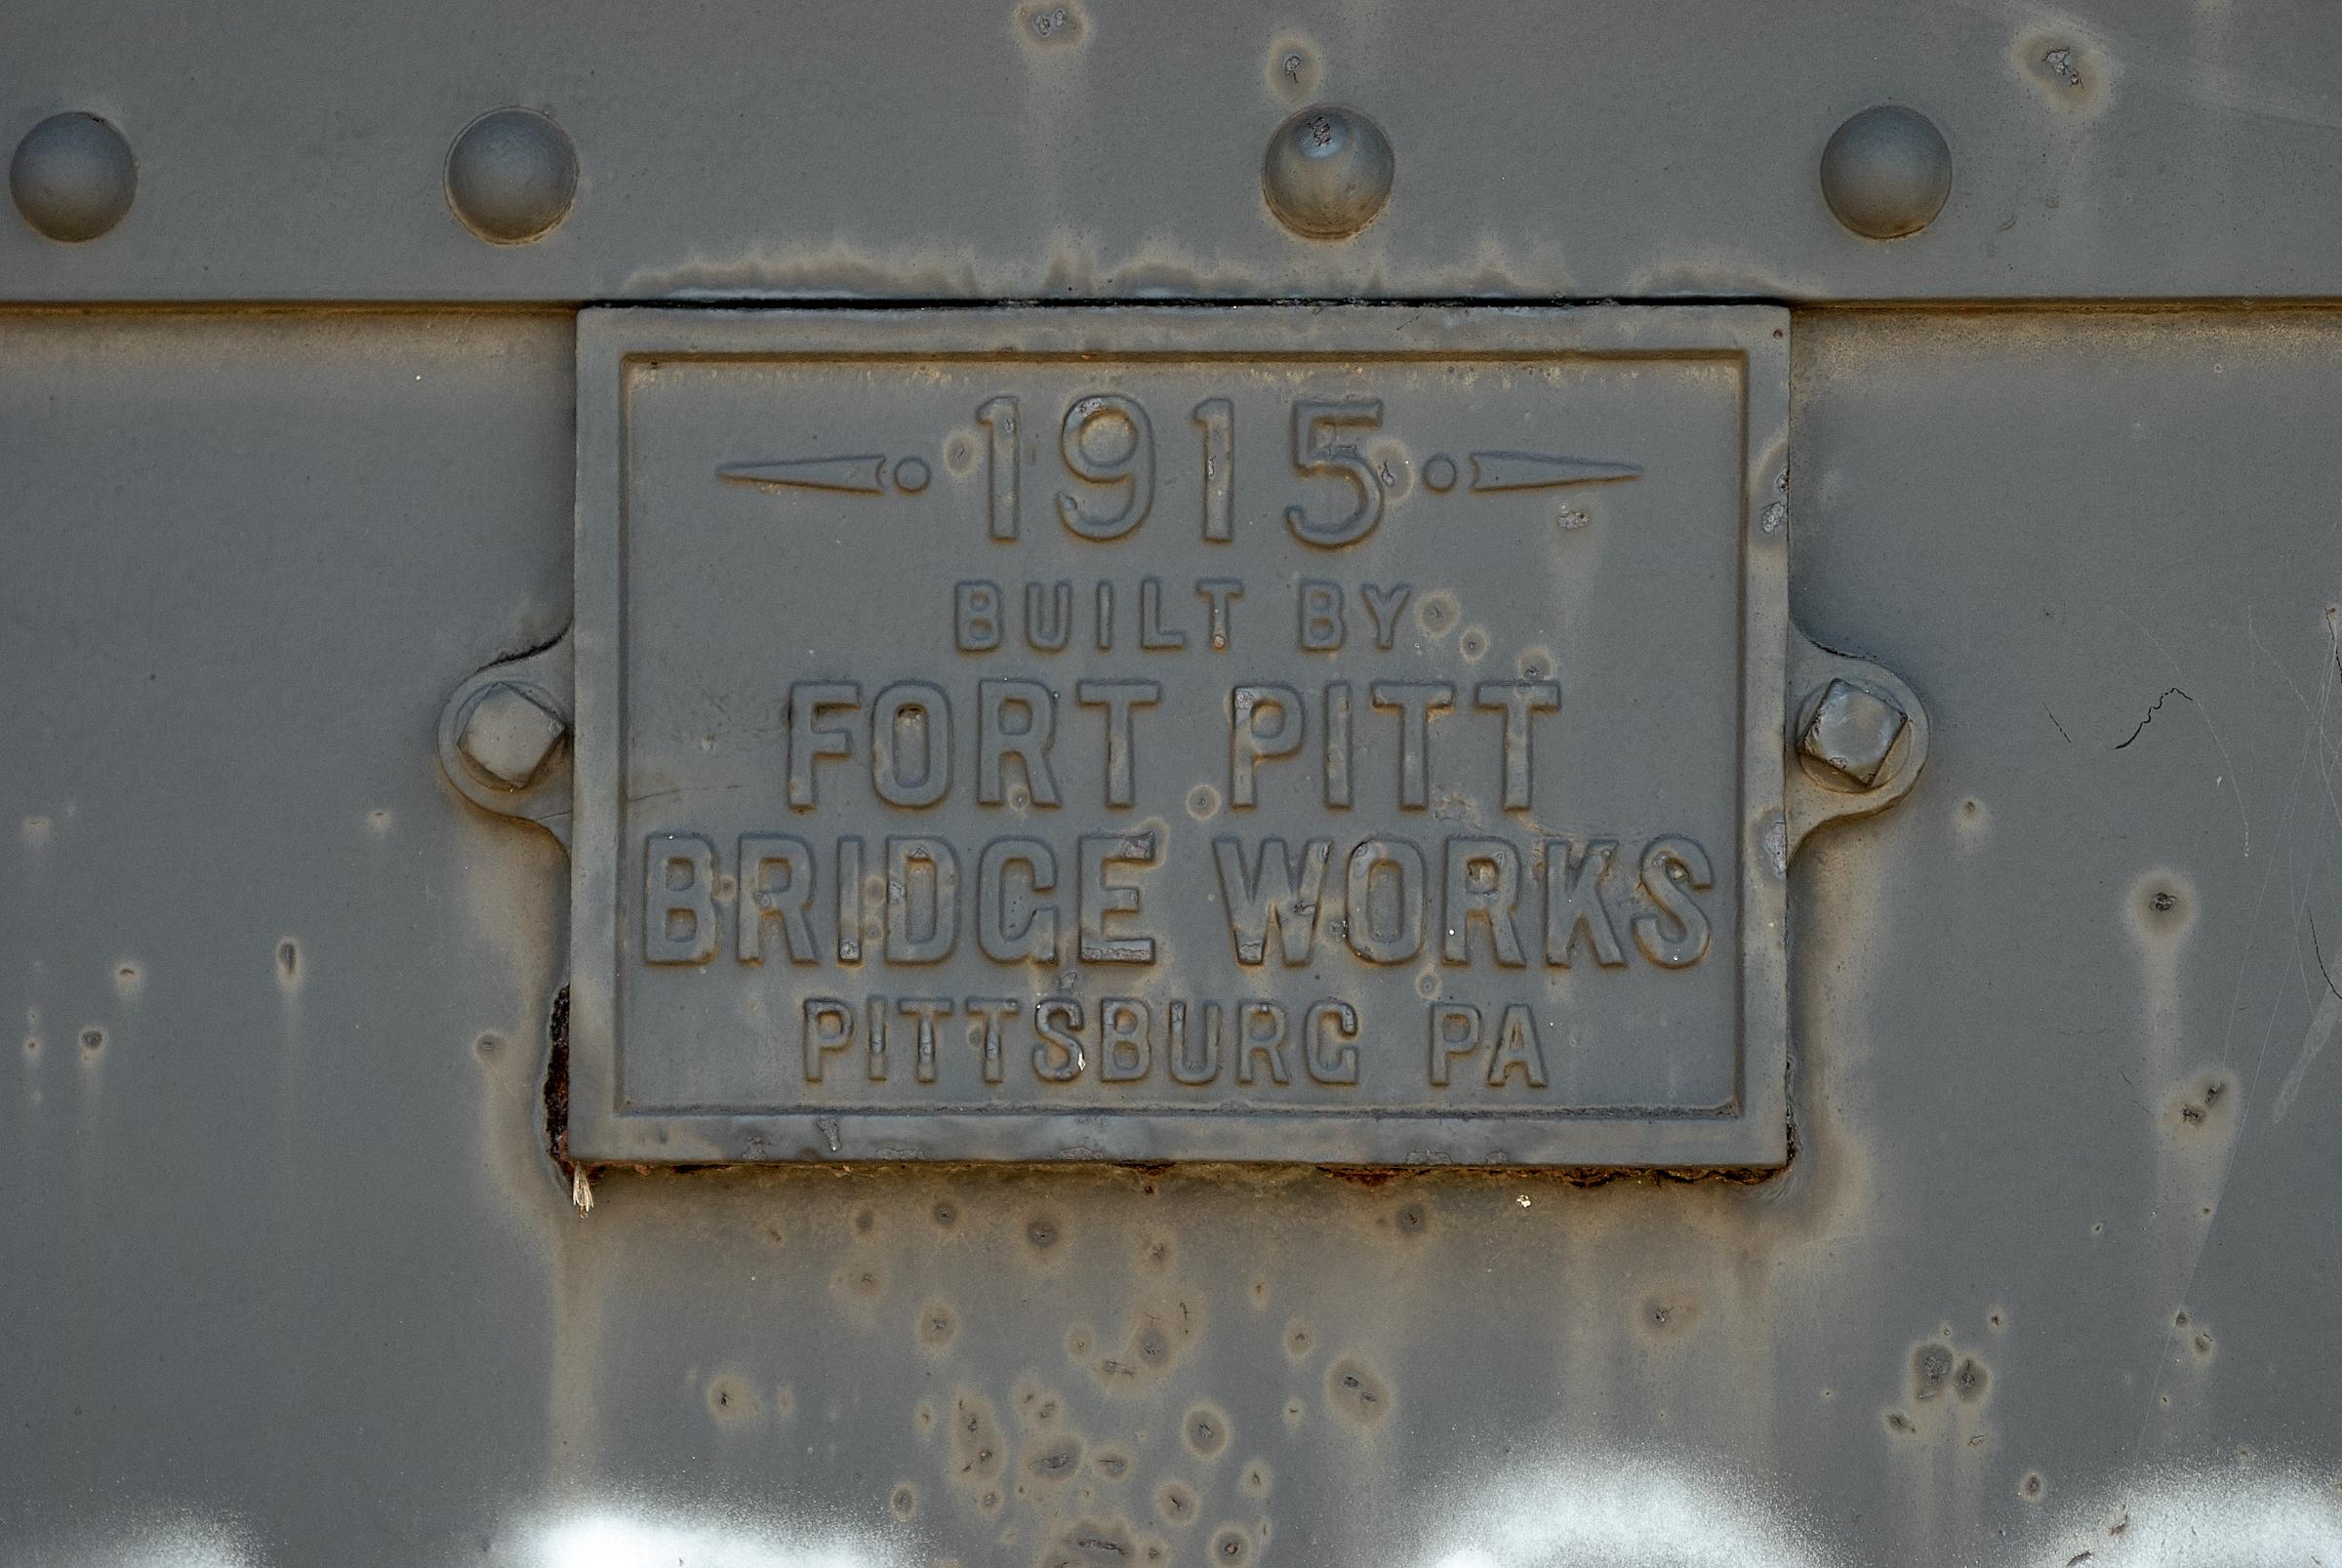 1915
BUILT BY
FORT PITT
BRIDGE WORKS
PITTSBURG PA